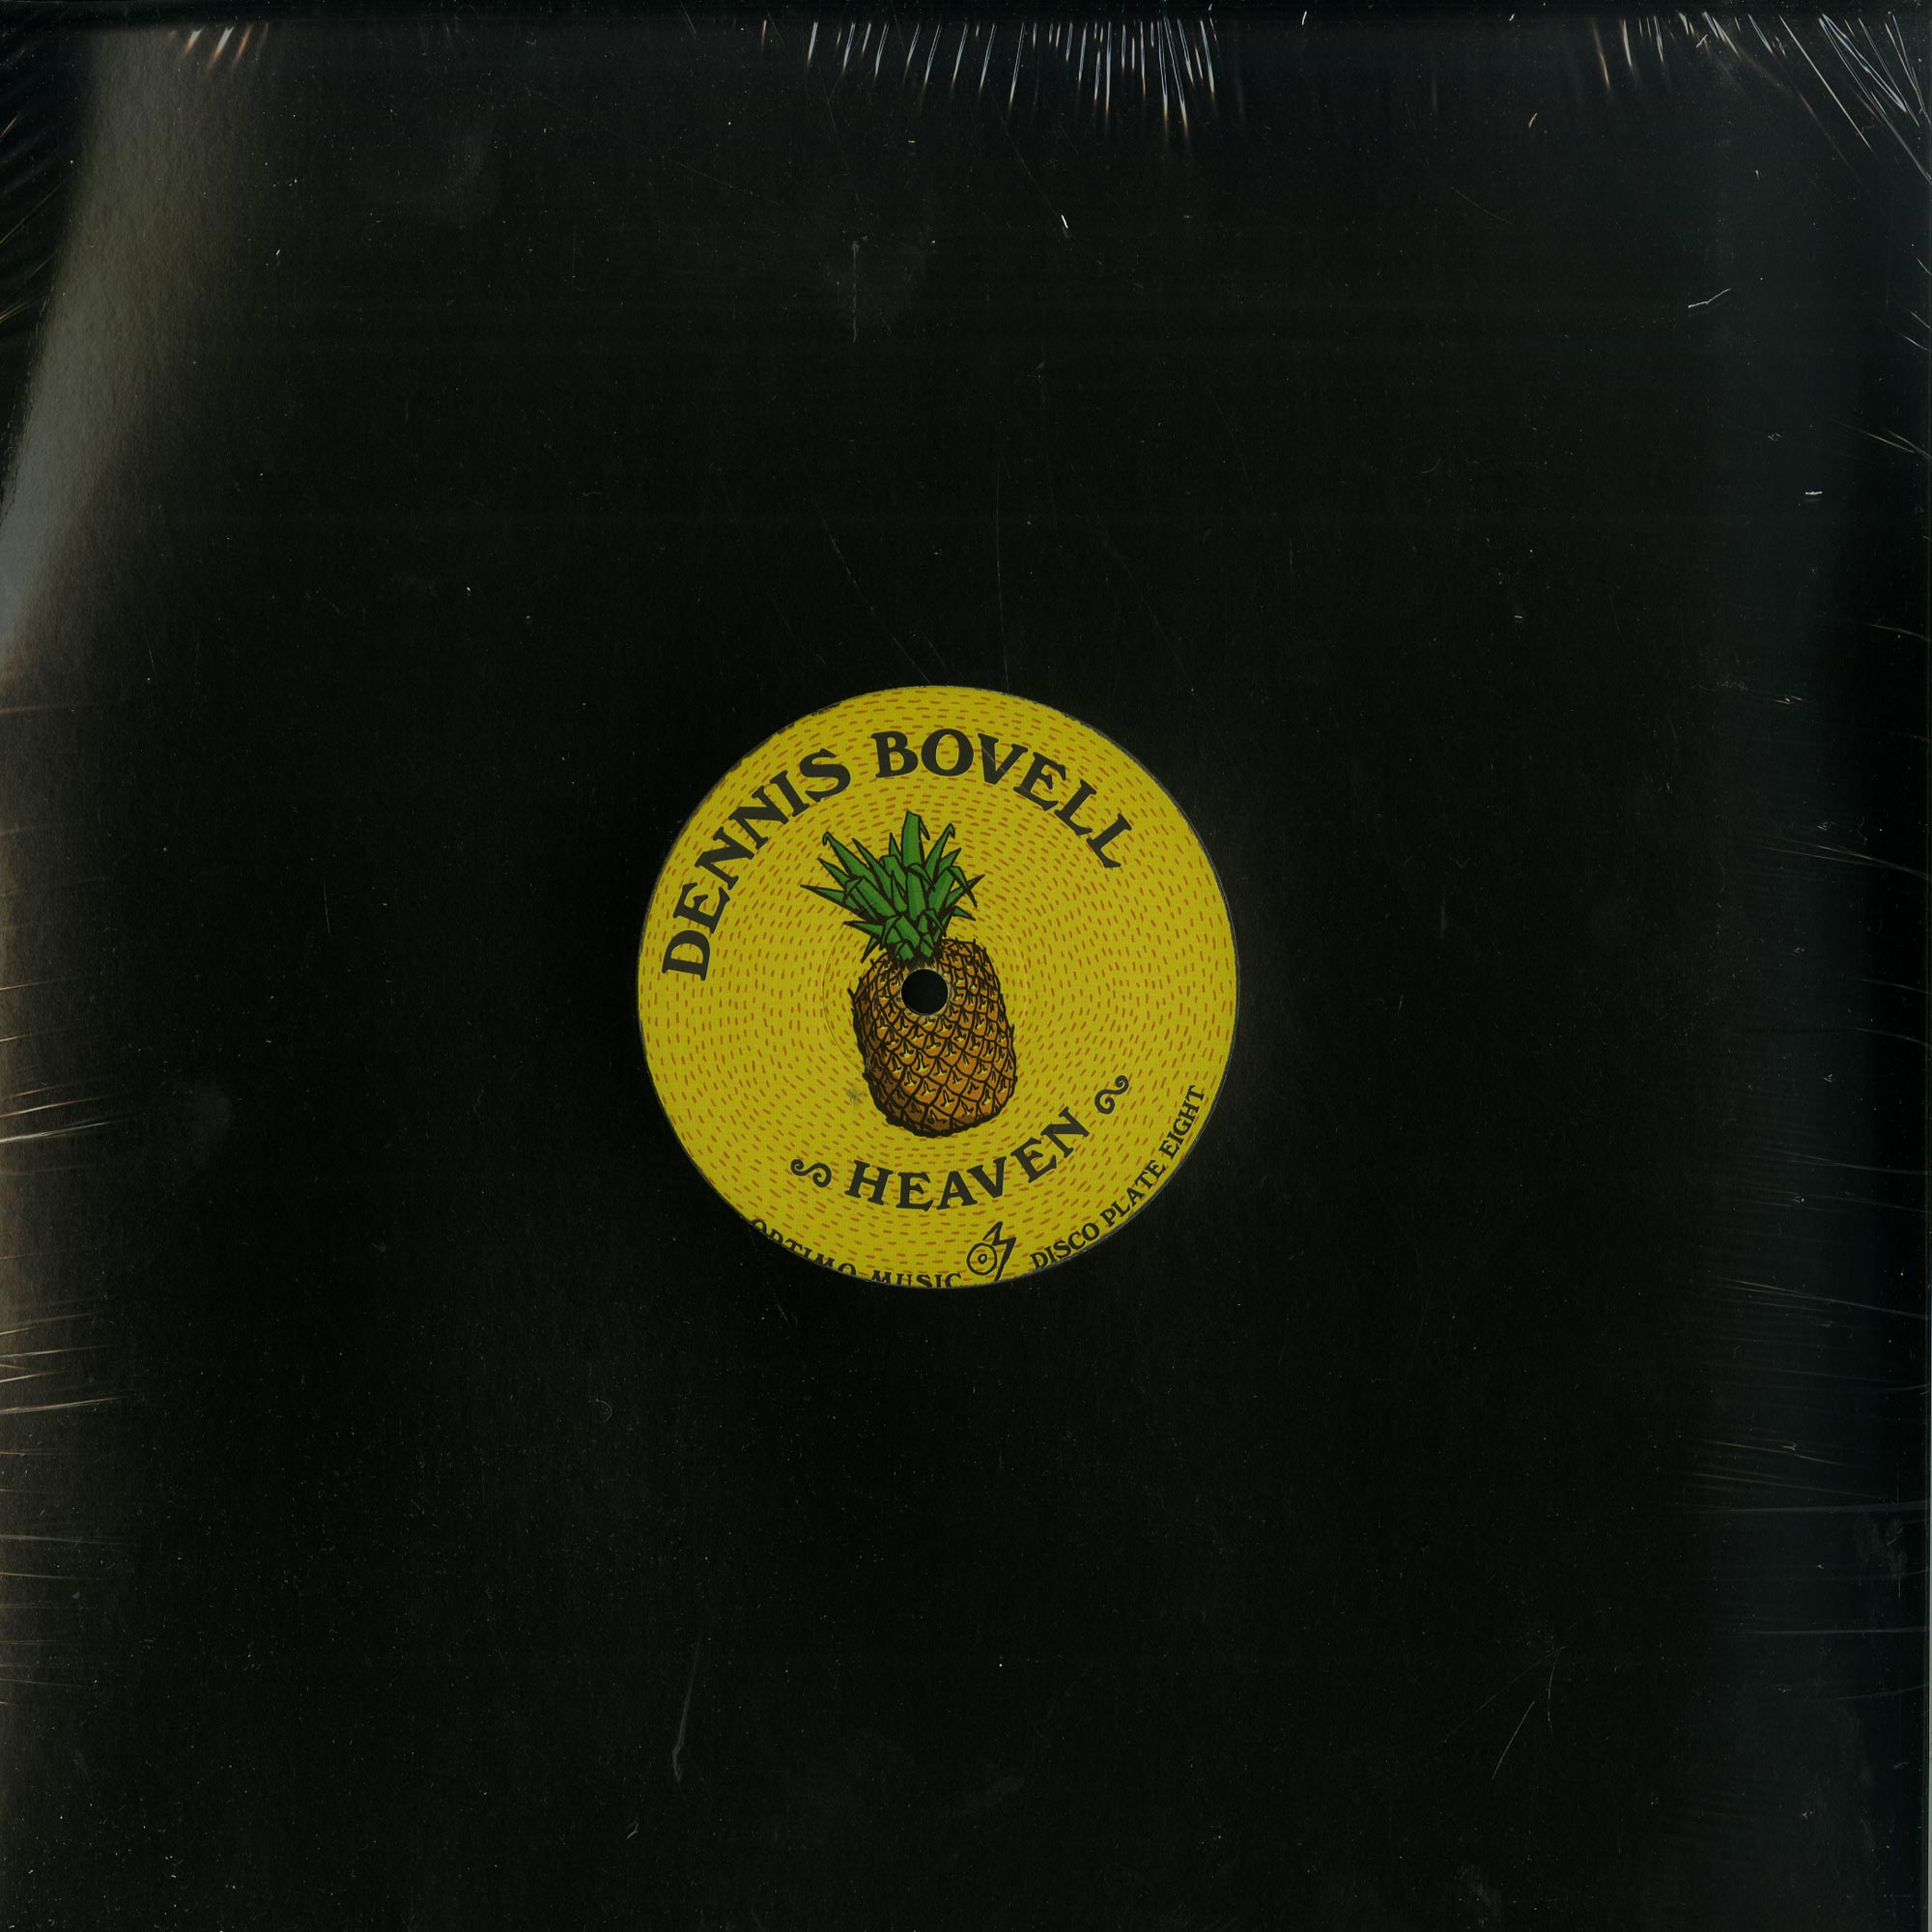 DENNIS BOVELL
HEAVEN
OPTIMO MUSIC
DISCO PLATE EIGHT